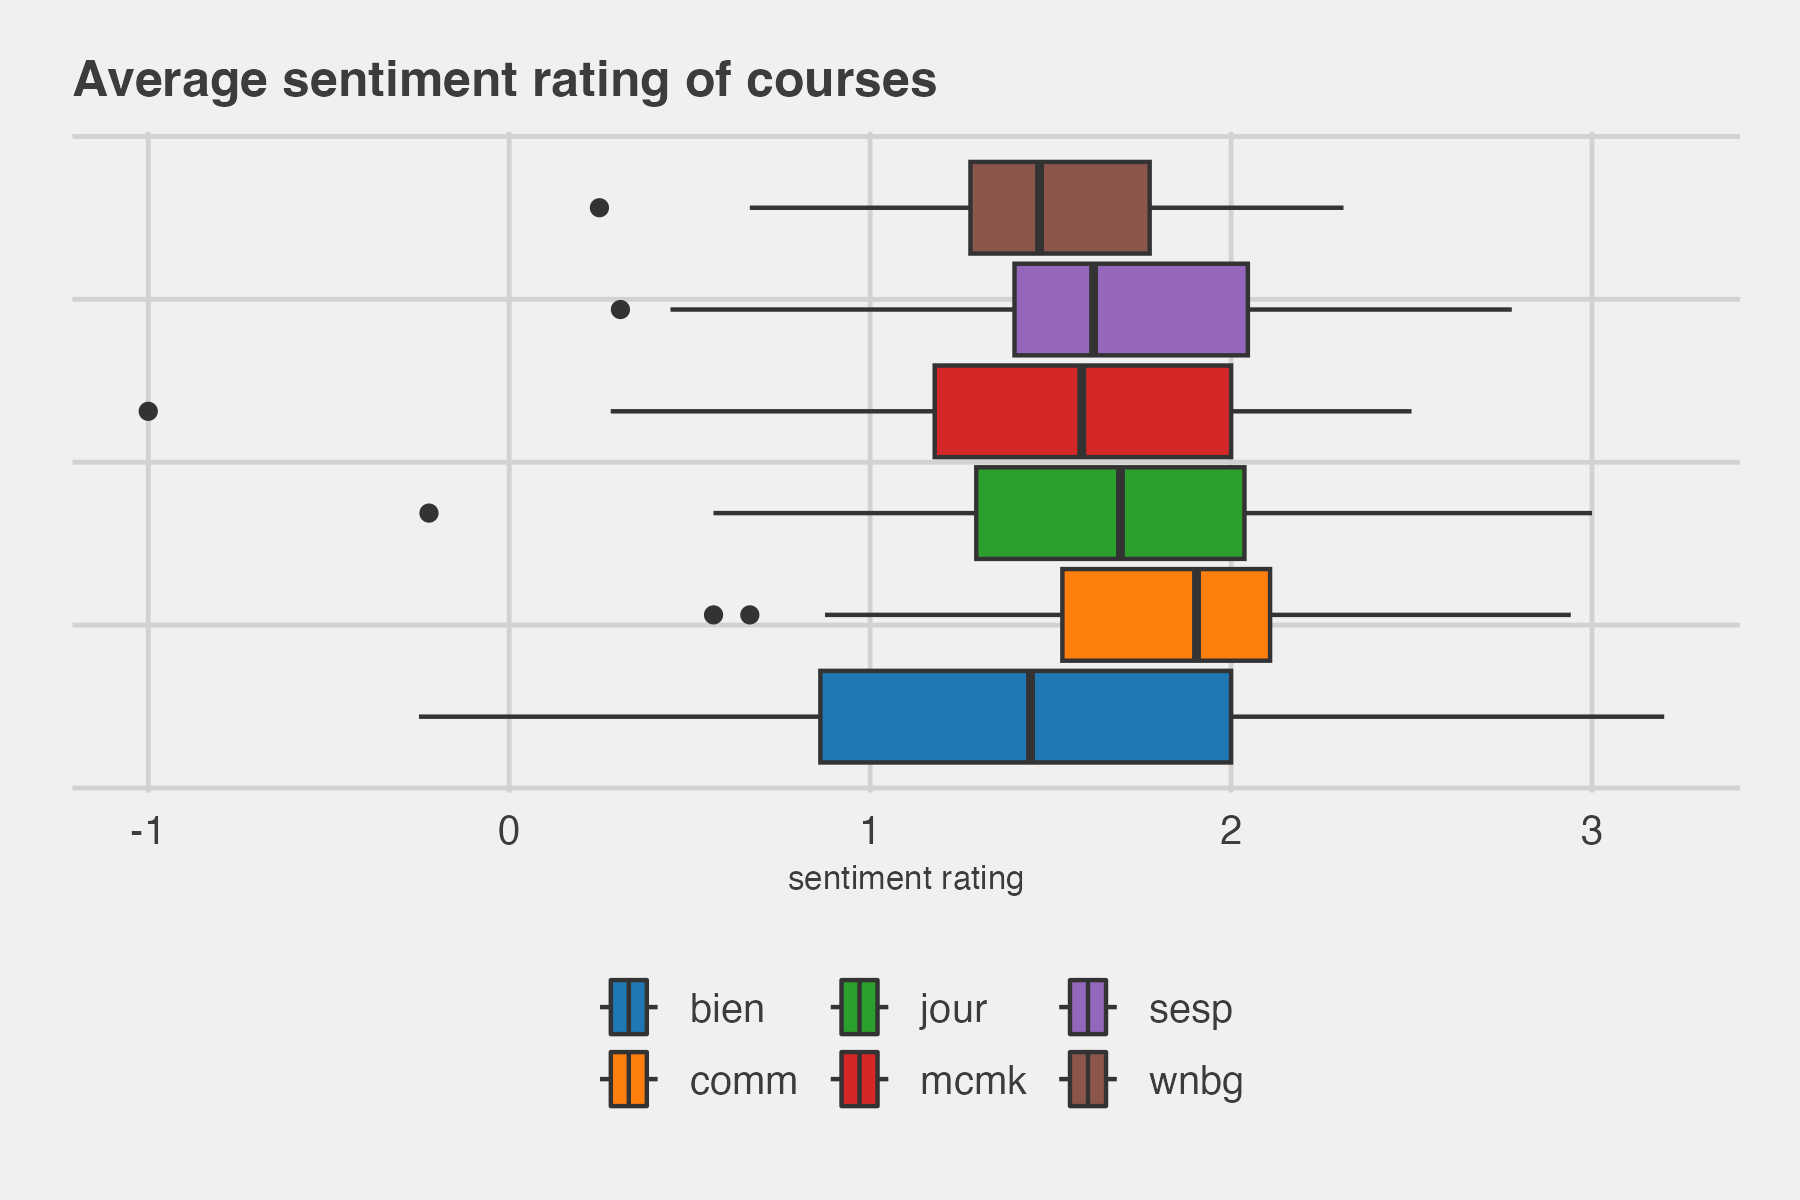 Average sentiment rating of courses
-1 0 1 2 3
sentiment rating
bien jour sesp
comm mcmk wnbg